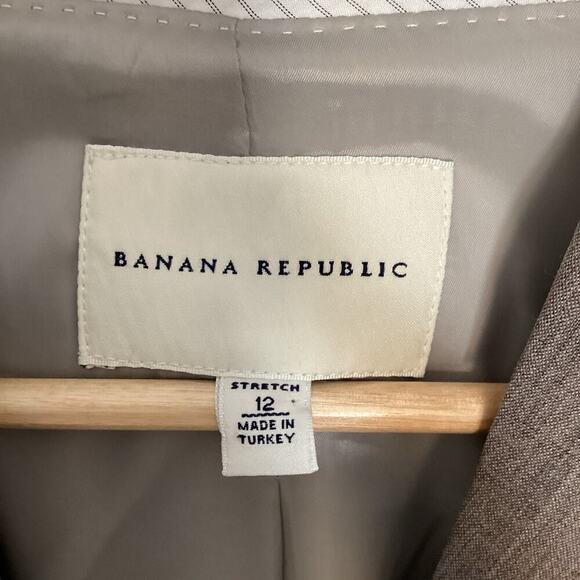 BANANA REPUBLIC
STRETCH
12
MADE IN
TURKEY